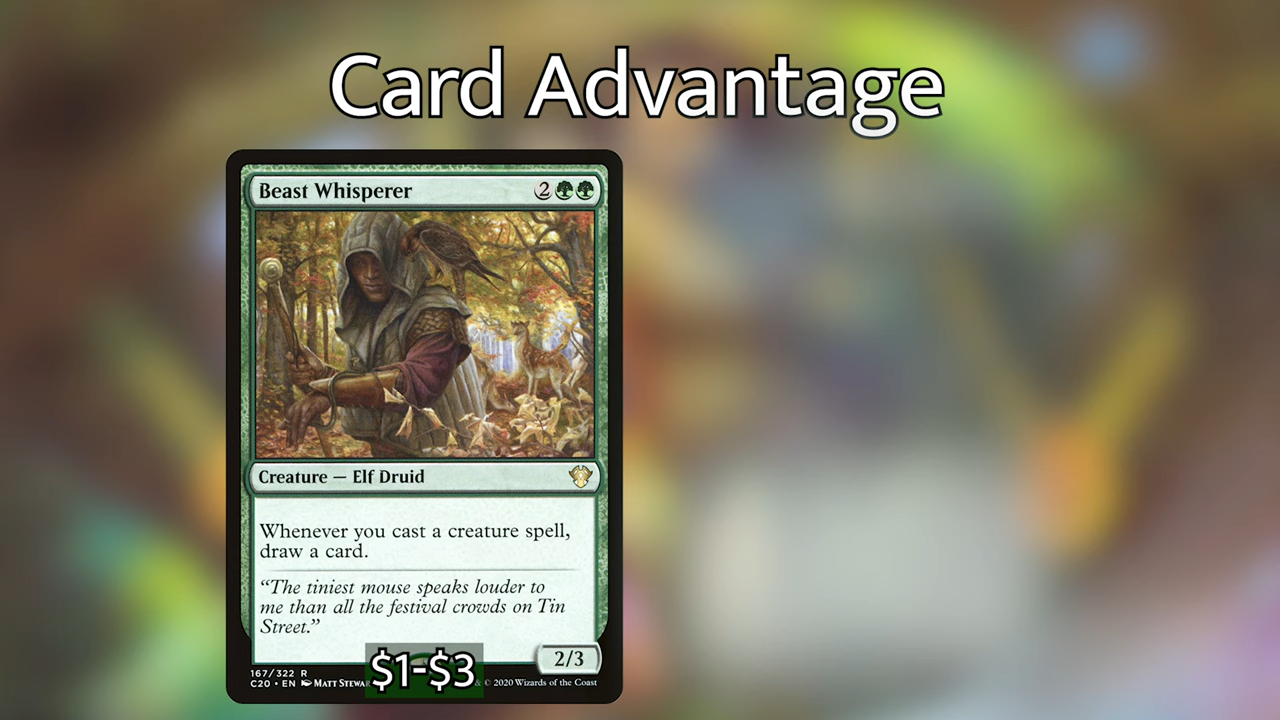 Card Advantage
Beast Whisperer 2
Creature — Elf Druid
Whenever you cast a creature spell,
draw a card.
“The tiniest mouse speaks louder to
me than all the festival crowds on Tin
Street.”
2/3
$1-$3
167/322 R
C20 • EN MATT & © 2020 Wizards of the Coast